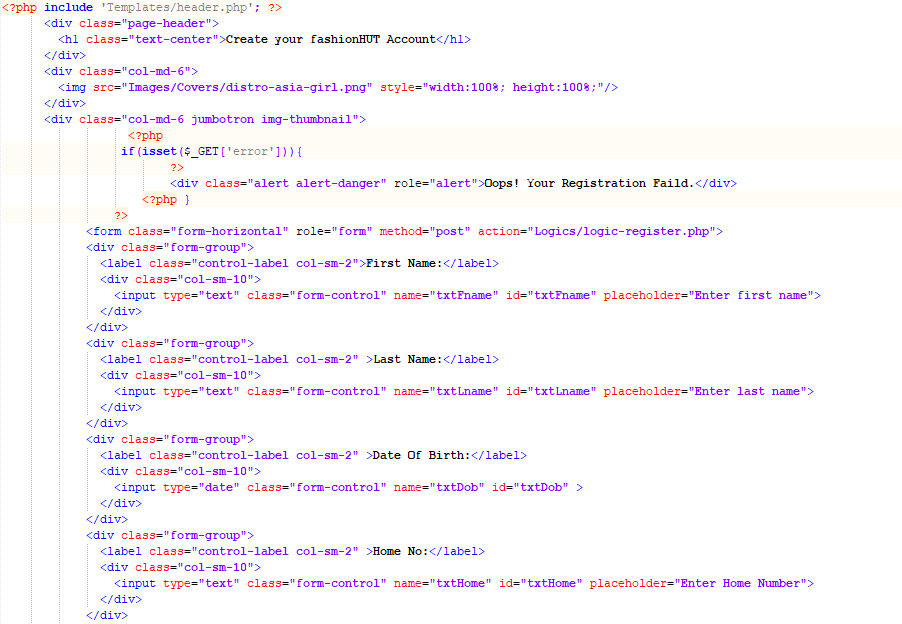 <?php include 'Templates/header.php'; ?>
<div class="page-header">
<h1 class="text-center">Create your fashionHUT Account</h1>
</div>
<div class="col-md-6">
<img src="Images/Covers/distro-asia-girl.png" style="width:100%; height:100%;"/>
</div>
<div class="col-md-6 jumbotron img-thumbnail">
<?php
if(isset($_GET['error'])){
?>
<div class="alert alert-danger" role="alert">Oops! Your Registration Faild.</div>
<?php }
?>
<form class="form-horizontal" role="form" method="post" action="Logics/logic-register.php">
<div class="form-group">
<label class="control-label col-sm-2">First Name:</label>
<div class="col-sm-10">
<input type="text" class="form-control" name="txtFname" id="txtFname" placeholder="Enter first name">
</div>
</div>
<div class="form-group">
<label class="control-label col-sm-2" >Last Name:</label>
<div class="col-sm-10">
<input type="text" class="form-control" name="txtLname" id="txtLname" placeholder="Enter last name">
</div>
</div>
<div class="form-group">
<label class="control-label col-sm-2" >Date Of Birth:</label>
<div class="col-sm-10">
<input type="date" class="form-control" name="txtDob" id="txtDob" >
</div>
</div>
<div class="form-group">
<label class="control-label col-sm-2" >Home No:</label>
<div class="col-sm-10">
<input type="text" class="form-control" name="txtHome" id="txtHome" placeholder="Enter Home Number">
</div>
</div>